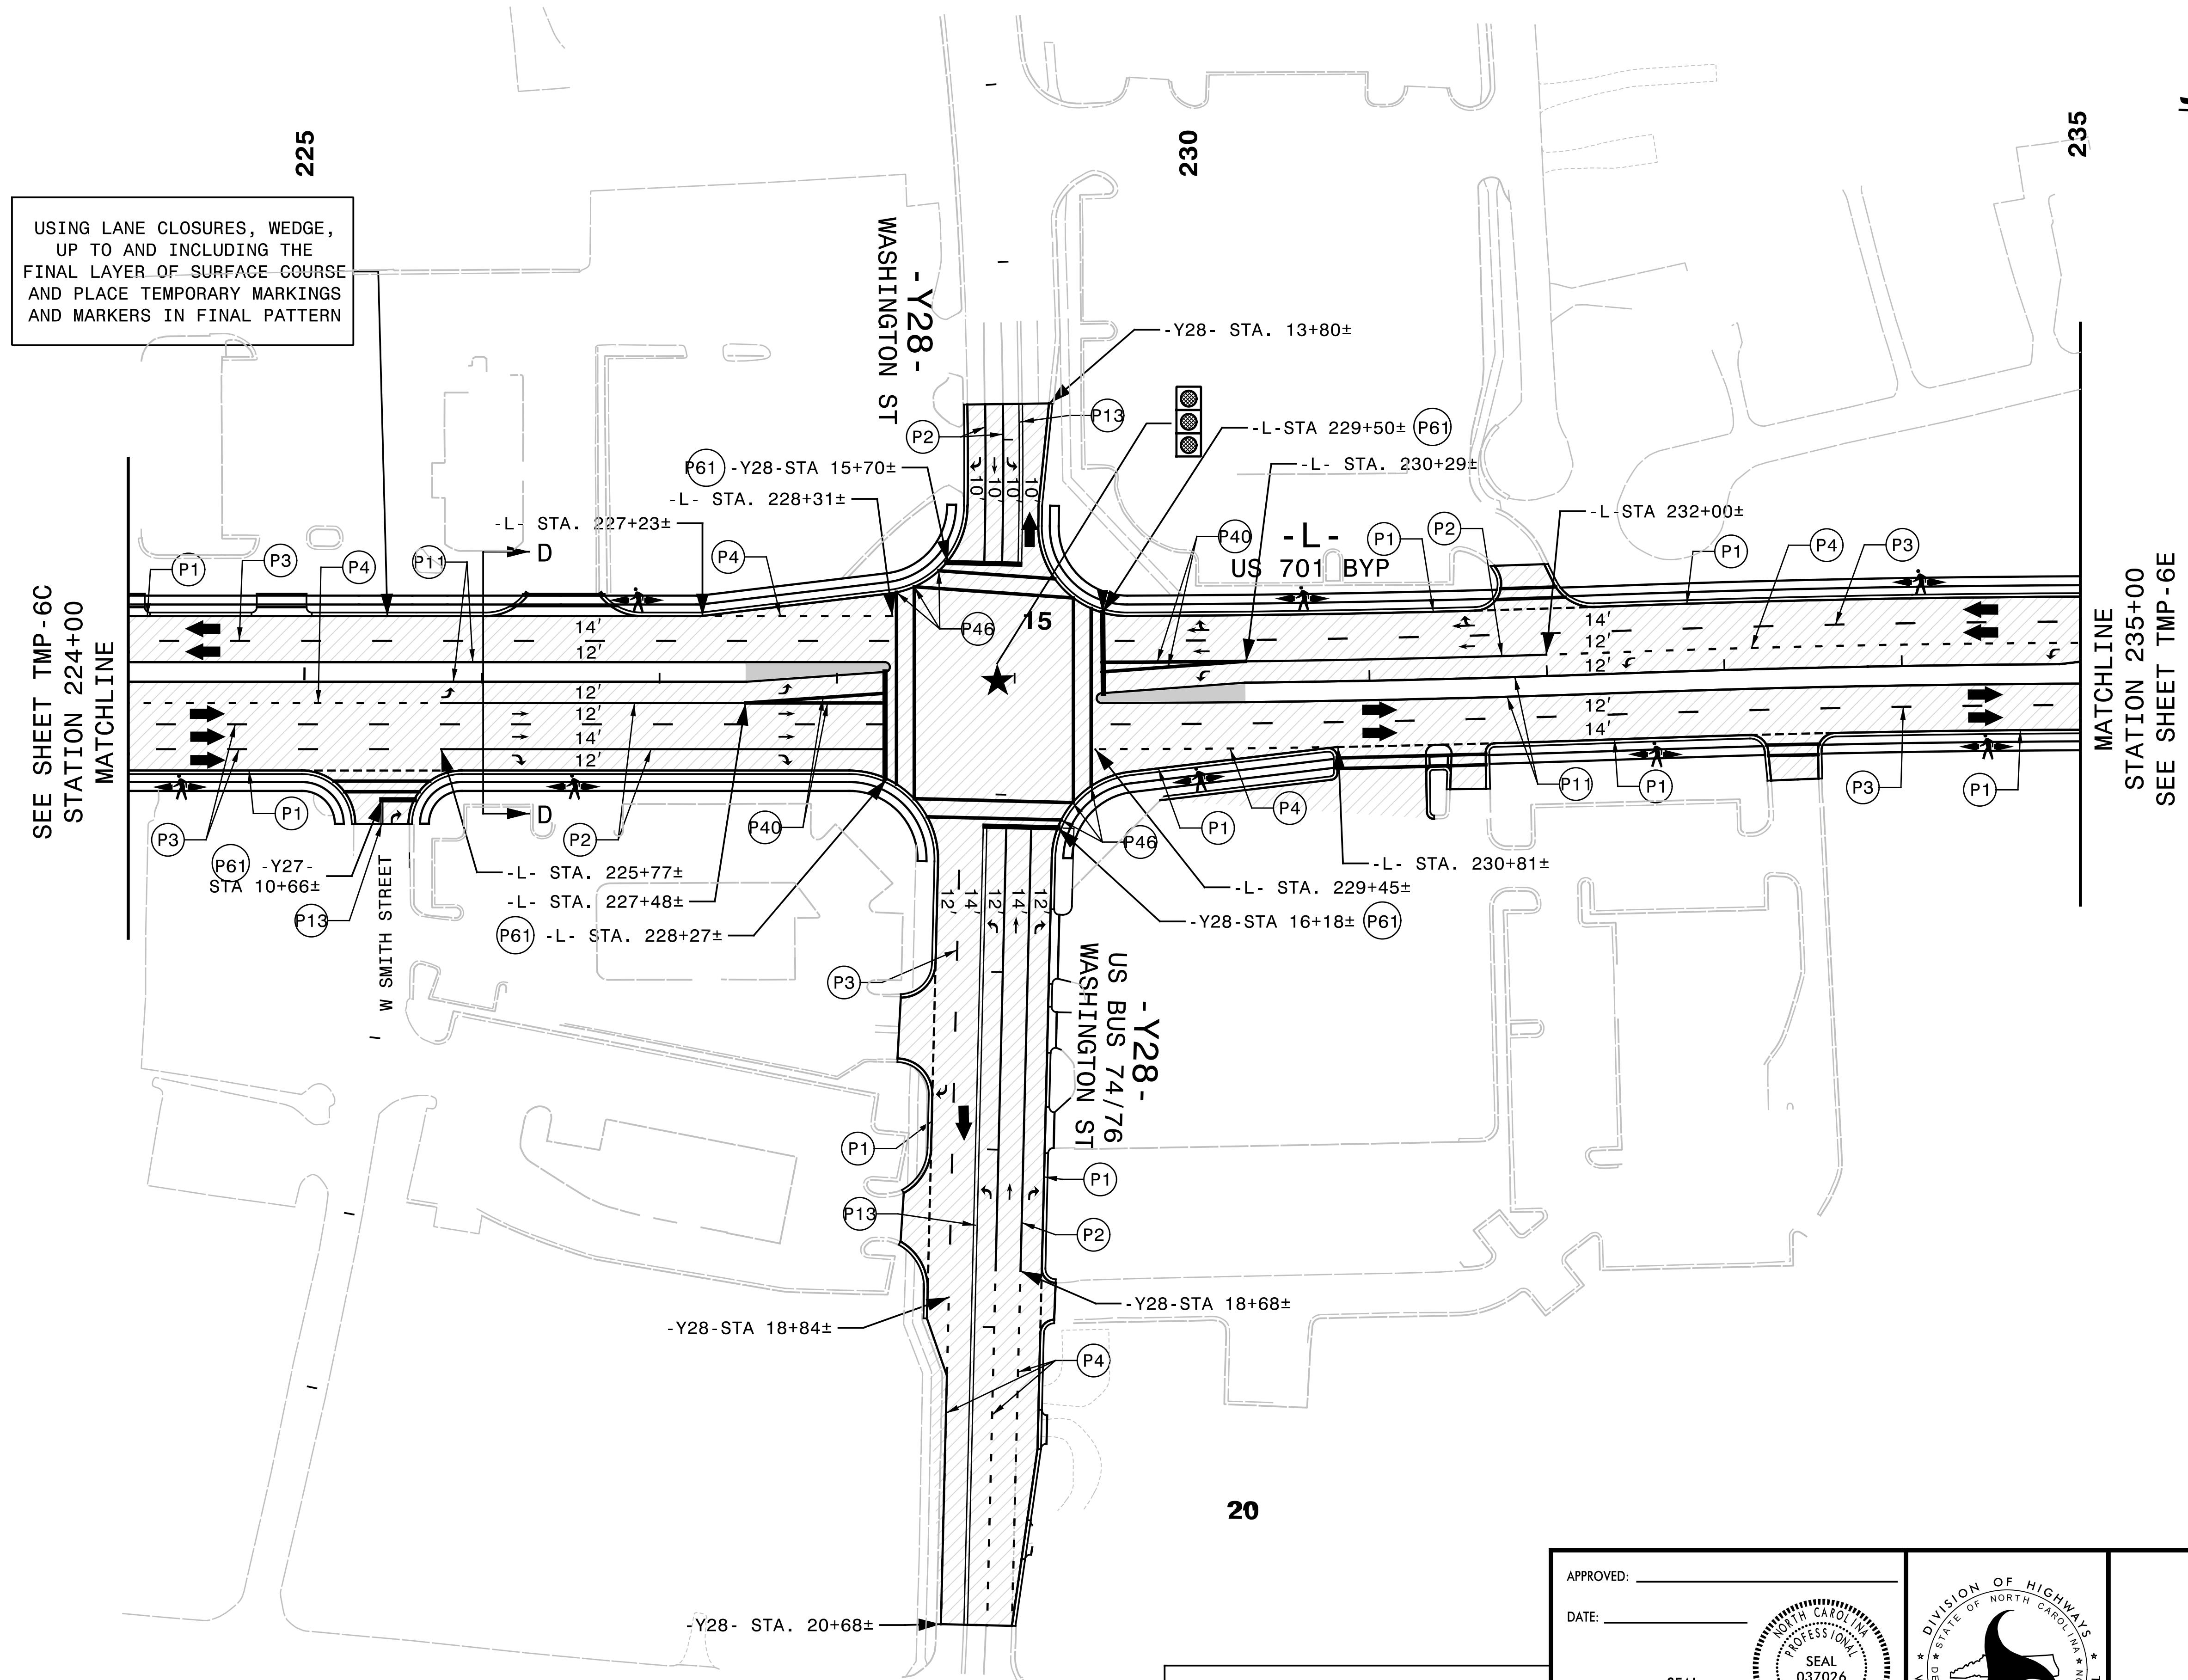 225
230
235
USING LANE CLOSURES, WEDGE,
UP TO AND INCLUDING THE
FINAL LAYER OF SURFACE COURSE
AND PLACE TEMPORARY MARKINGS
AND MARKERS IN FINAL PATTERN
-Y28-
WASHINGTON ST
-Y28- STA. 13+80±
P2
P13
-L-STA 229+50± P61
P61 -Y28-STA 15+70±
-L- STA. 230+29±
-L- STA. 228+31±
-L- STA. 227+23±
-L-STA 232+00±
10' 10' 10' 10'
D
P1
P3
P4
P11
P4
P46
15
P40
-L-
US 701 BYP
P1
P2
P1
P4
P3
SEE SHEET TMP-6C
STATION 224+00
MATCHLINE
MATCHLINE
STATION 235+00
SEE SHEET TMP-6E
14'
12'
12'
12'
14'
12'
14'
12'
12'
12'
14'
P3
P1
P2
P40
D
P46
P1
P4
P11
P1
P3
P1
P61 -Y27-
STA 10+66±
P13
W SMITH STREET
-L- STA. 225+77±
-L- STA. 227+48±
P61 -L- STA. 228+27±
-L- STA. 230+81±
-L- STA. 229+45±
-Y28-STA 16+18± P61
12' 14' 12' 14' 12'
P3
-Y28-
US BUS 74/76
WASHINGTON ST
P1
P1
P13
P2
-Y28-STA 18+68±
-Y28-STA 18+84±
P4
20
-Y28- STA. 20+68±
APPROVED:
DATE:
NORTH CAROLINA
PROFESSIONAL
SEAL
037026
DIVISION OF HIGHWAYS
STATE OF NORTH CAROLINA